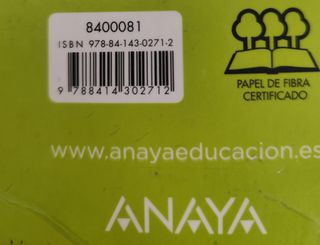 8400081
ISBN 978-84-143-0271-2
9 788414 302712
PAPEL DE FIBRA
CERTIFICADO
www.anayaeducacion.es
ANAYA